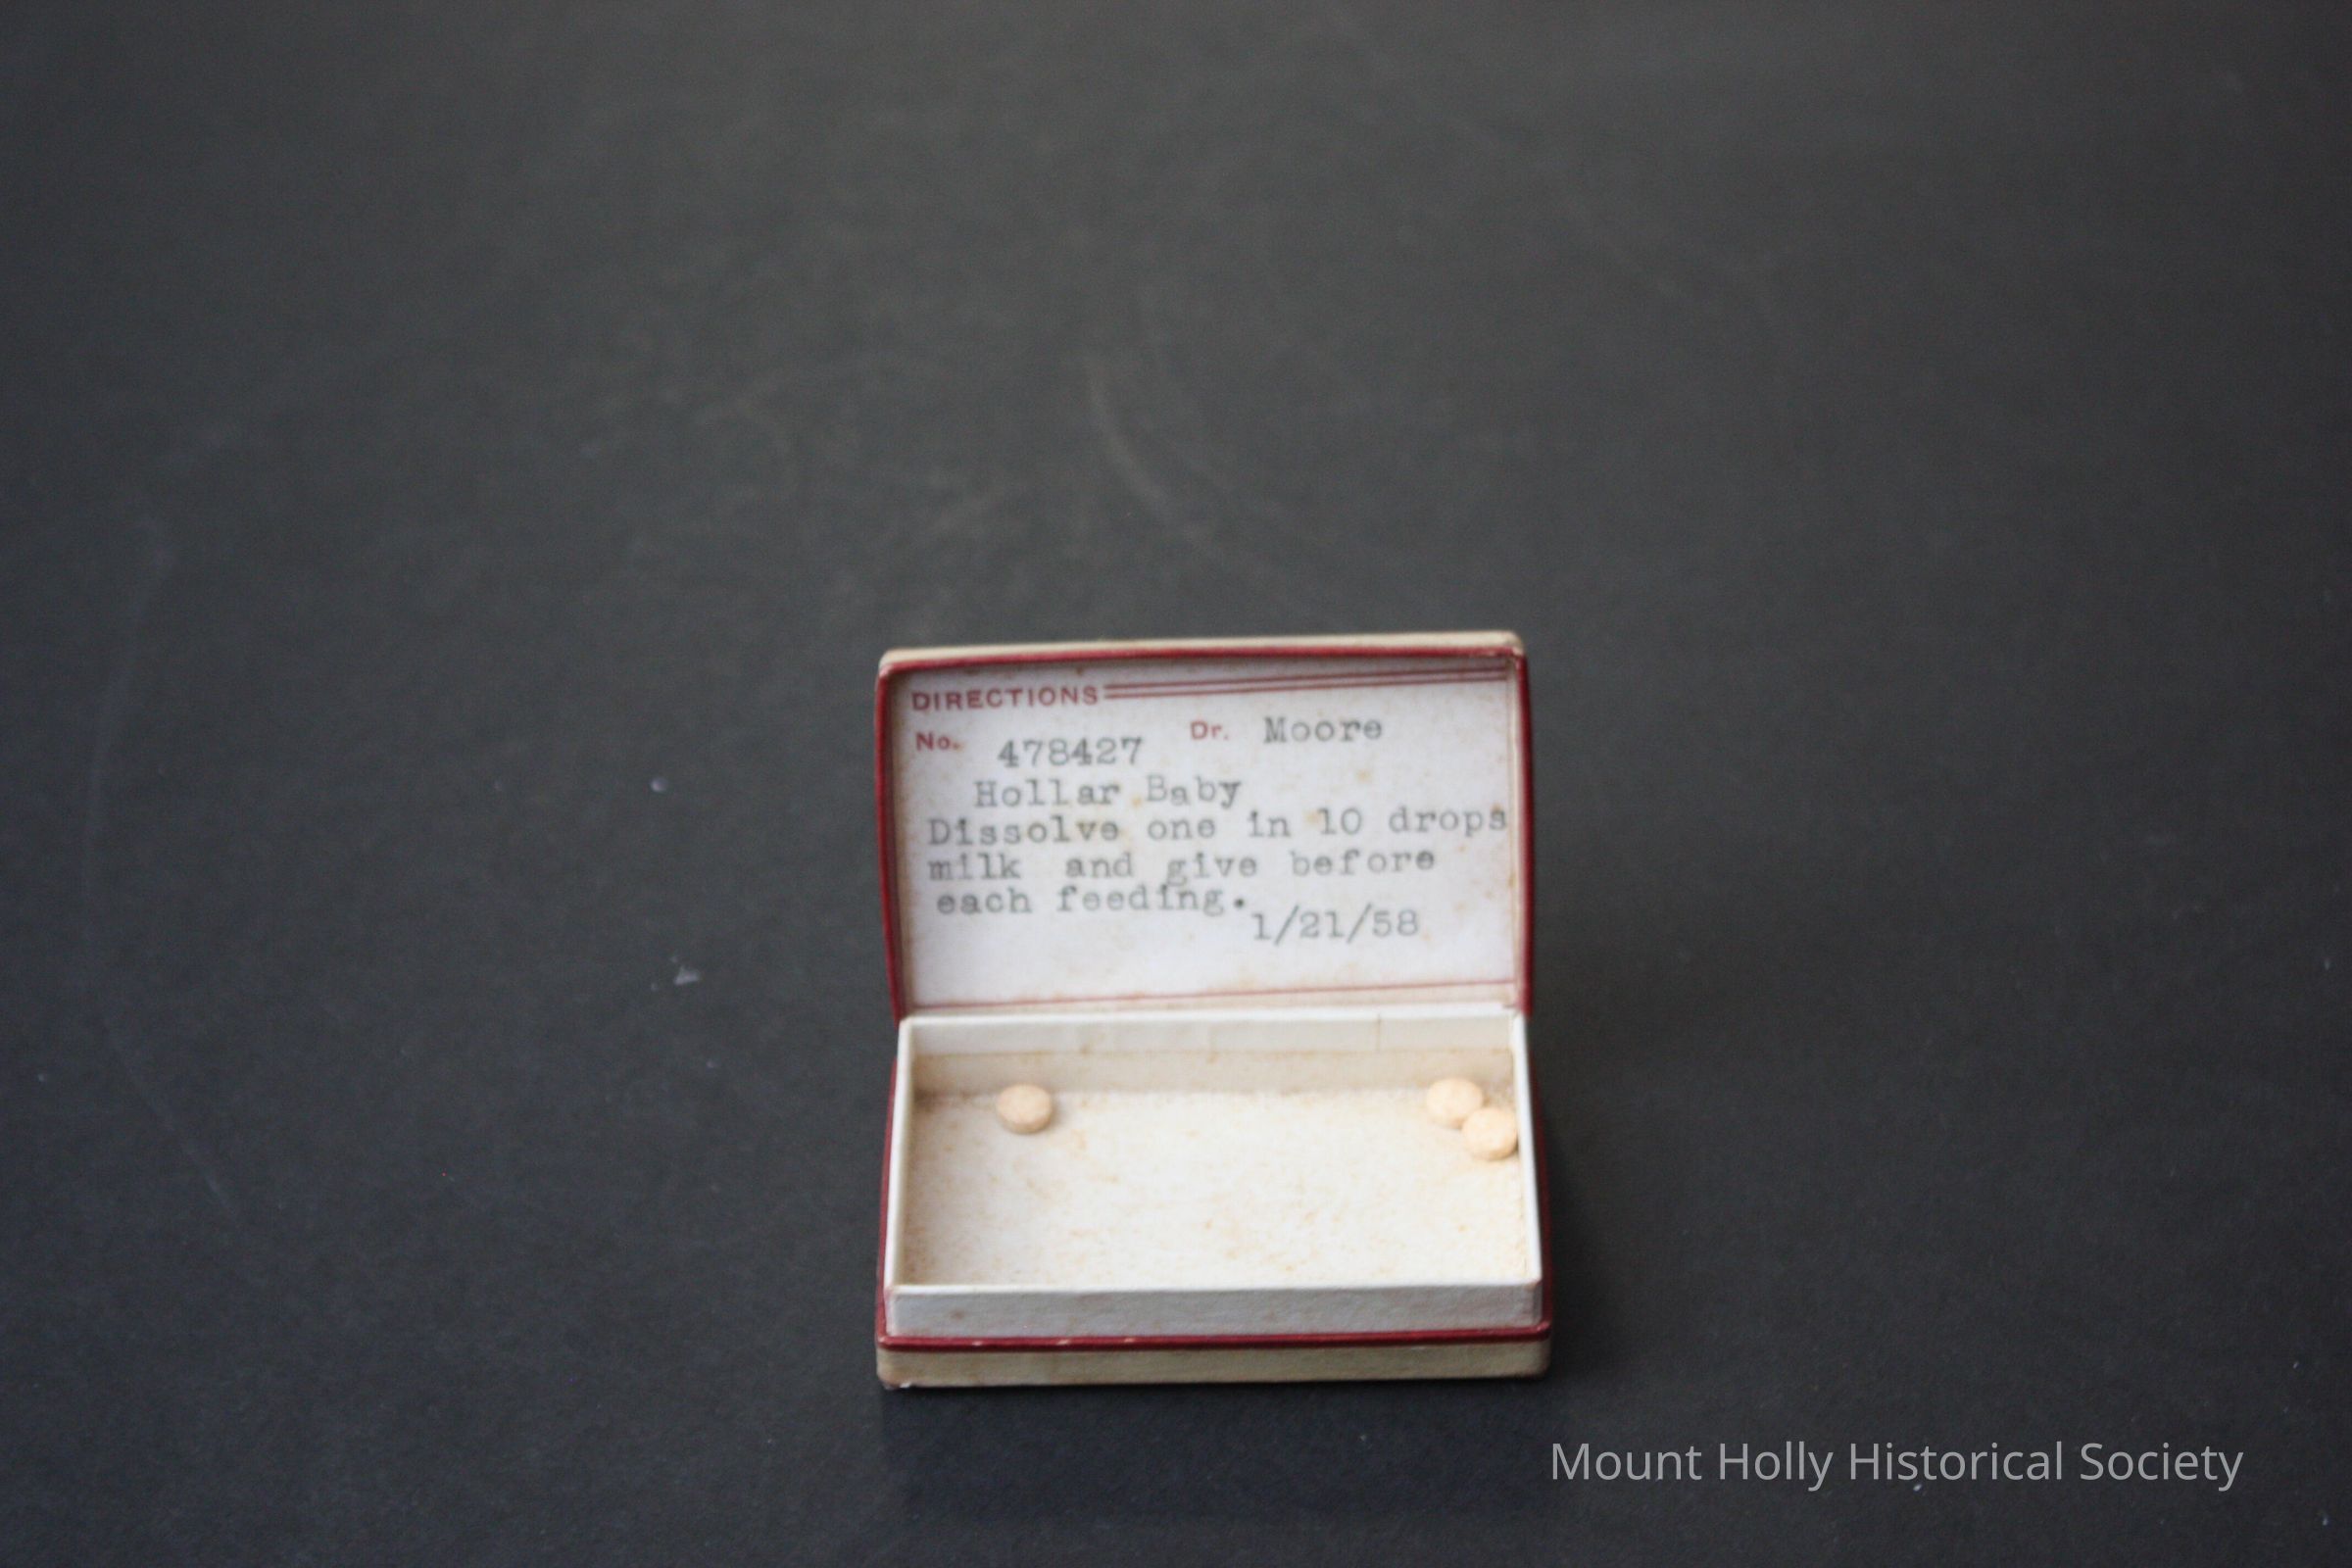 DIRECTIONS
No. 478427 Dr. Moore
Hollar Baby
Dissolve one in 10 drops
milk and give before
each feeding.
1/21/58
Mount Holly Historical Society